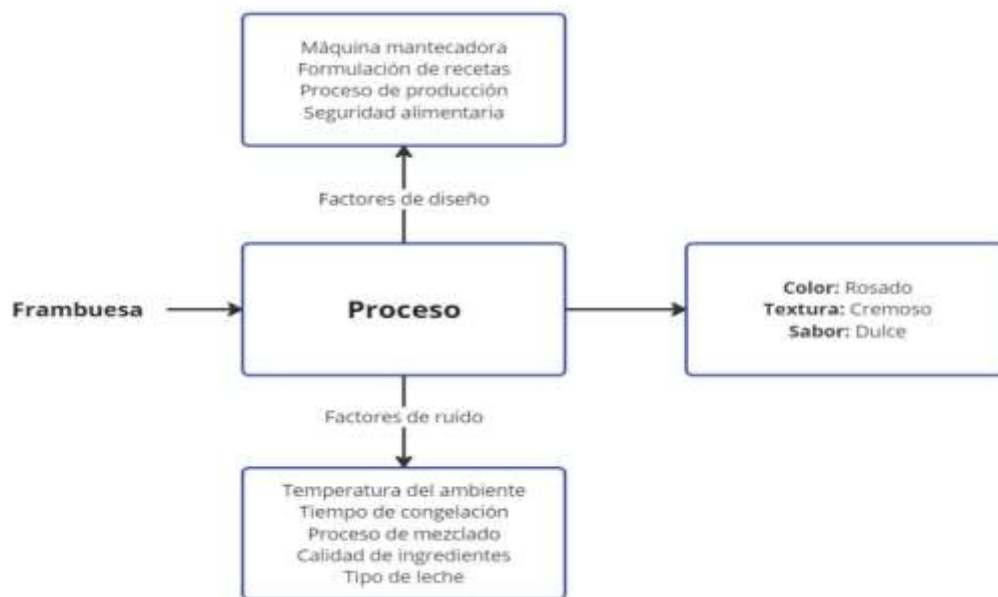 Máquina mantecadora
Formulación de recetas
Proceso de producción
Seguridad alimentaria
Factores de diseño
Frambuesa
Proceso
Color: Rosado
Textura: Cremoso
Sabor: Dulce
Factores de ruido
Temperatura del ambiente
Tiempo de congelación
Proceso de mezclado
Calidad de ingredientes
Tipo de leche